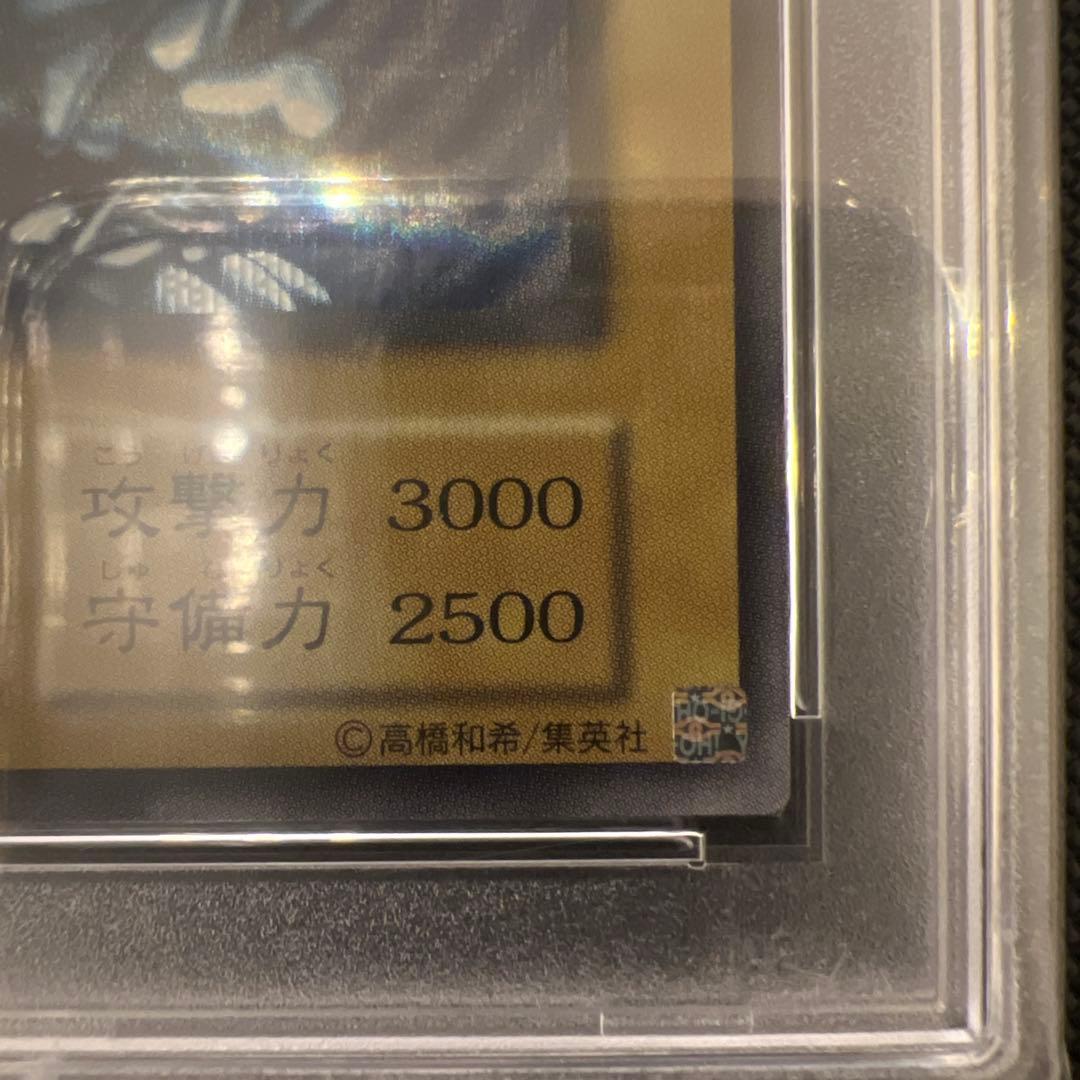 こう げき りょく
攻撃力 3000
しゅ びりょく
守備力 2500
©高橋和希/集英社